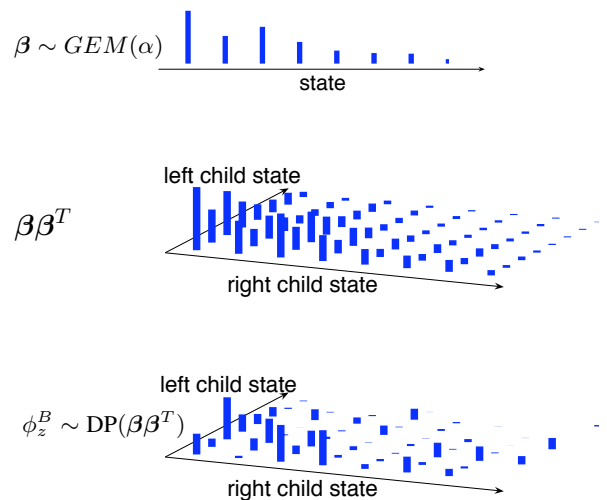 β ∼ GEM(α)
state
left child state
ββ^T
right child state
left child state
ϕ_z^B ∼ DP(ββ^T)
right child state